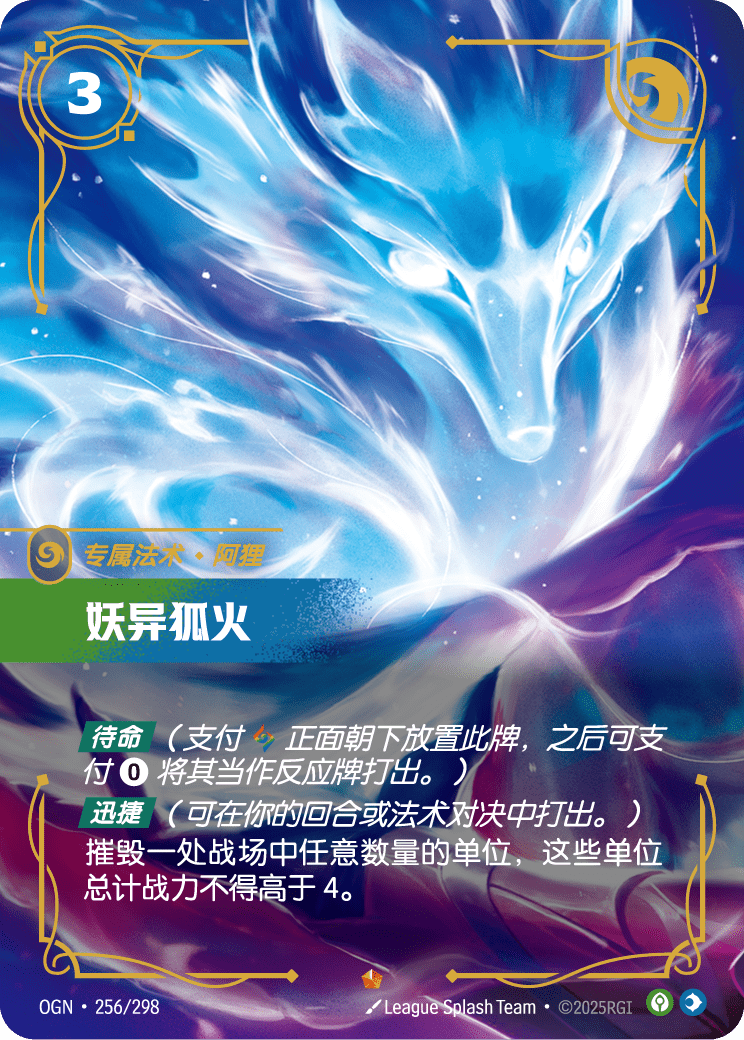 3
专属法术 • 阿狸
妖异狐火
待命（支付 正面朝下放置此牌，之后可支
付 0 将其当作反应牌打出。）
迅捷（可在你的回合或法术对决中打出。）
摧毁一处战场中任意数量的单位，这些单位
总计战力不得高于 4。
OGN • 256/298
League Splash Team • ©2025RGI